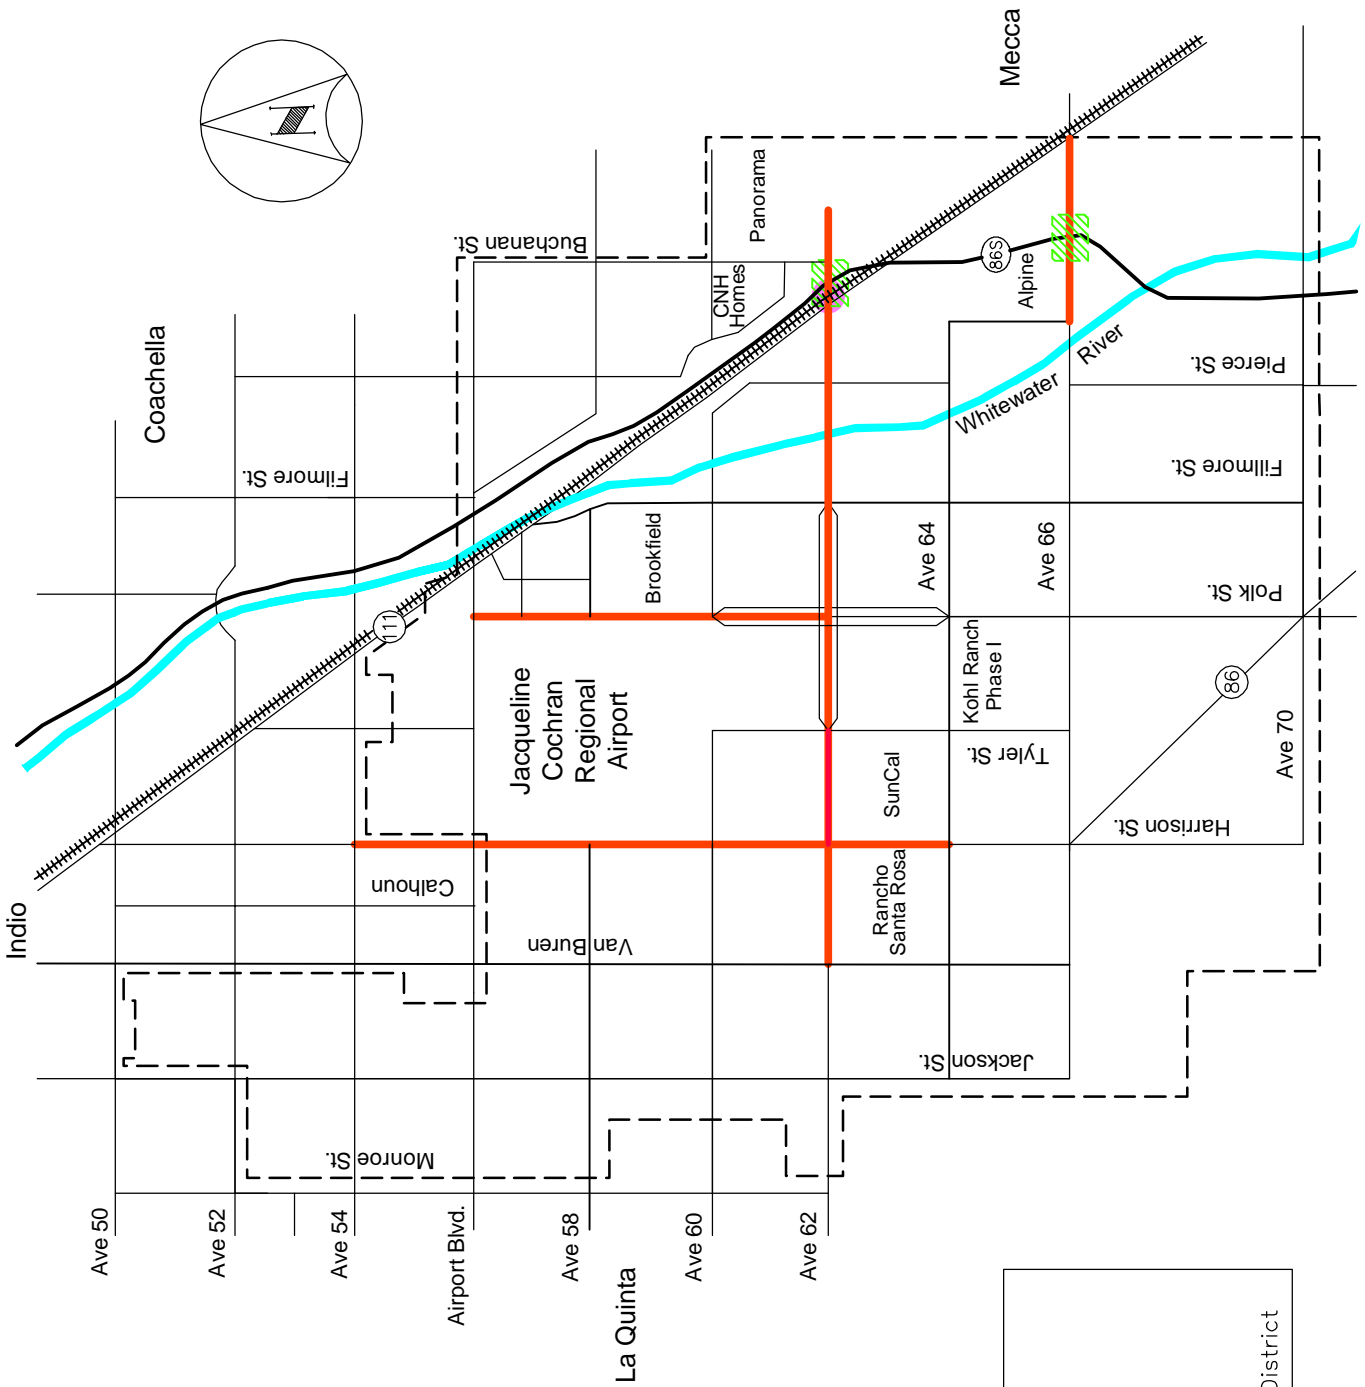 Mecca
Indio
Coachella
La Quinta
Buchanan St.
Panorama
CNH
Homes
86S
Alpine
Whitewater
River
Pierce St.
Filmore St.
Fillmore St.
Brookfield
Ave 64
Ave 66
Polk St.
111
Jacqueline
Cochran
Regional
Airport
Kohl Ranch
Phase I
SunCal
Tyler St.
86
Ave 70
Harrison St.
Calhoun
Rancho
Santa Rosa
Van Buren
Jackson St.
Monroe St.
Ave 50
Ave 52
Ave 54
Airport Blvd.
Ave 58
Ave 60
Ave 62
District
N